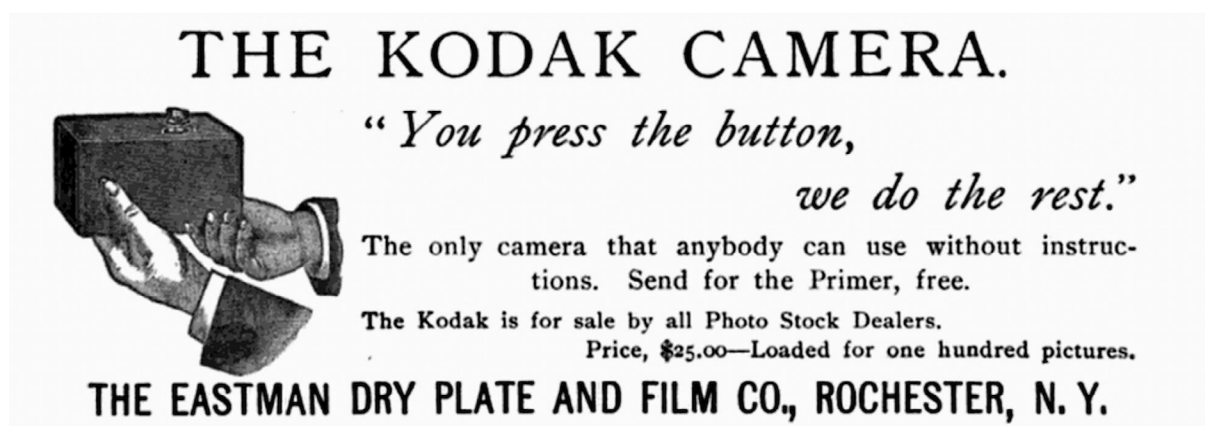 THE KODAK CAMERA.
"You press the button,
we do the rest."
The only camera that anybody can use without instruc-
tions. Send for the Primer, free.
The Kodak is for sale by all Photo Stock Dealers.
Price, $25.00—Loaded for one hundred pictures.
THE EASTMAN DRY PLATE AND FILM CO., ROCHESTER, N. Y.